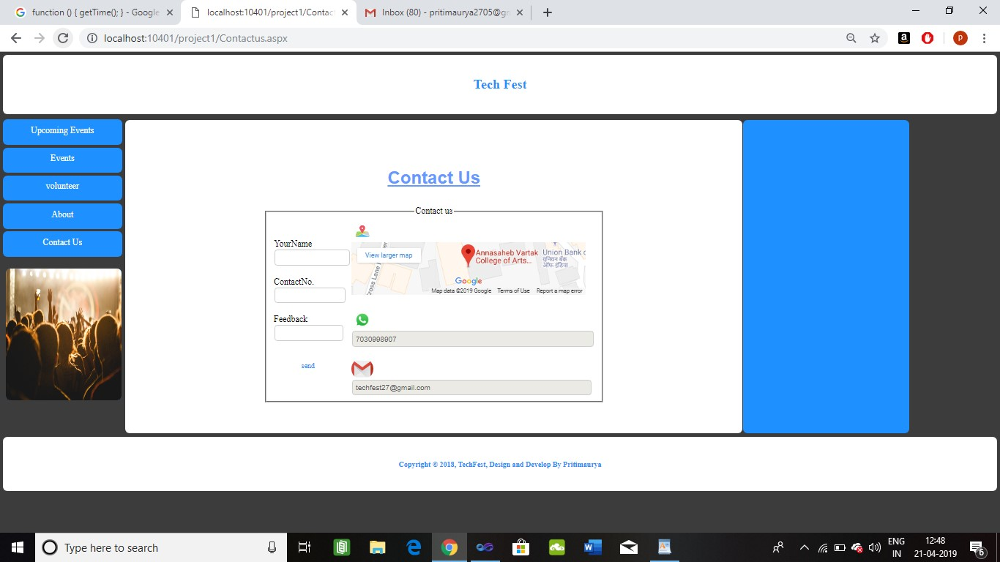 function () { getTime(); } - Google
localhost:10401/project1/Contac
Inbox (80) - pritimaurya2705@gm
localhost:10401/project1/Contactus.aspx
Tech Fest
Upcoming Events
Events
volunteer
About
Contact Us
Contact Us
Contact us
YourName
View larger map
Annasaheb Vartak
College of Arts...
Union Bank o
यूनियन बैंक
ऑफ इंडिया
ross Lane
Google
Map data ©2019 Google Terms of Use Report a map error
ContactNo.
Feedback
7030998907
send
techfest27@gmail.com
Copyright © 2018, TechFest, Design and Develop By Pritimaurya
Type here to search
ENG
IN
12:48
21-04-2019
6